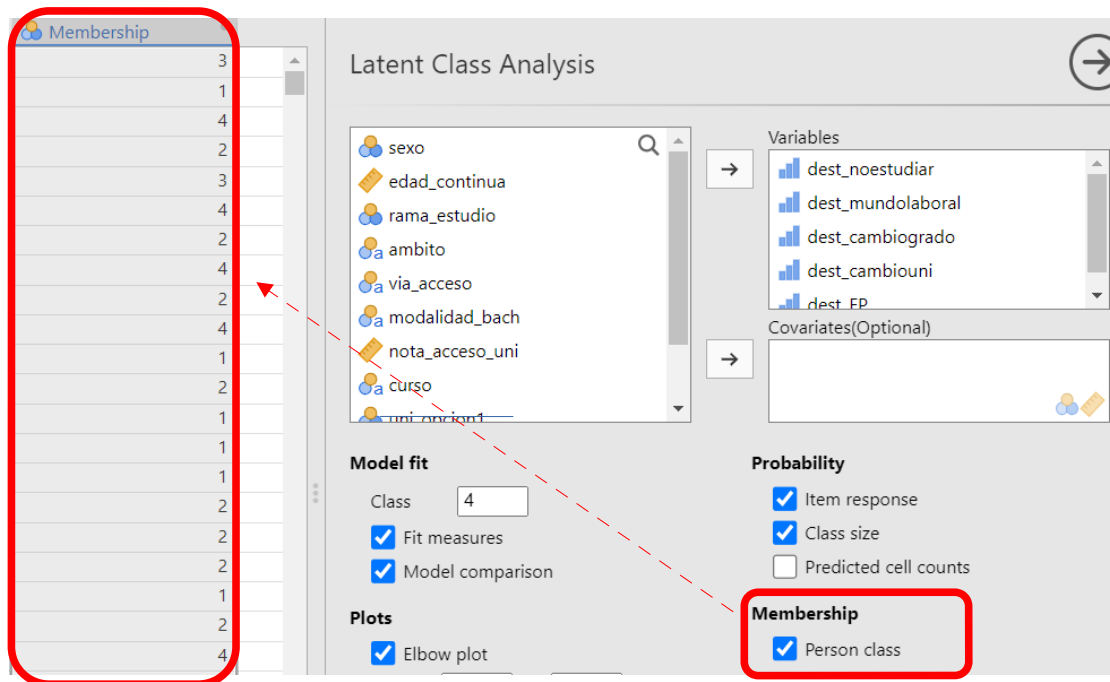 Membership
3
1
4
2
3
4
2
4
2
4
1
2
1
1
1
2
2
2
1
2
4
Latent Class Analysis
sexo
edad_continua
rama_estudio
ambito
via_acceso
modalidad_bach
nota_acceso_uni
curso
uni_opcion1
Variables
dest_noestudiar
dest_mundolaboral
dest_cambiogrado
dest_cambiouni
dest_FP
Covariates(Optional)
Model fit
Class 4
Fit measures
Model comparison
Plots
Elbow plot
Probability
Item response
Class size
Predicted cell counts
Membership
Person class